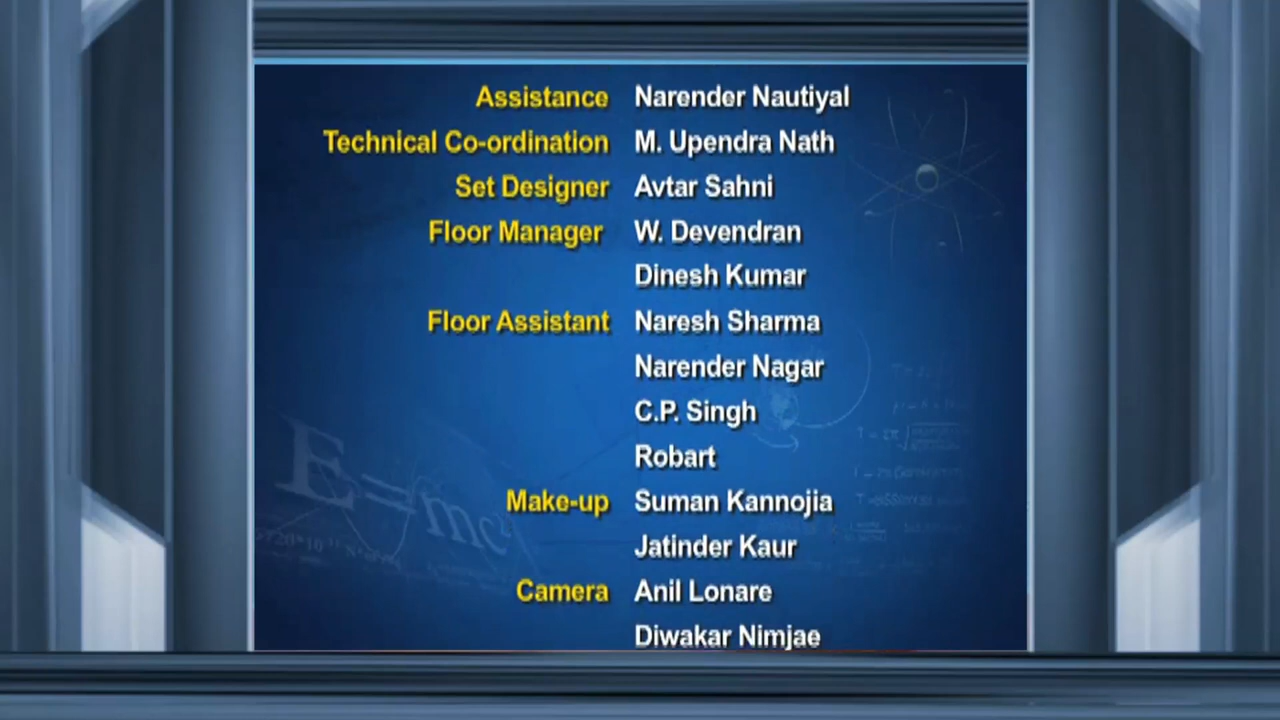 Assistance Narender Nautiyal
Technical Co-ordination M. Upendra Nath
Set Designer Avtar Sahni
Floor Manager W. Devendran
Dinesh Kumar
Floor Assistant Naresh Sharma
Narender Nagar
C.P. Singh
Robart
Make-up Suman Kannojia
Jatinder Kaur
Camera Anil Lonare
Diwakar Nimjae
E=mc